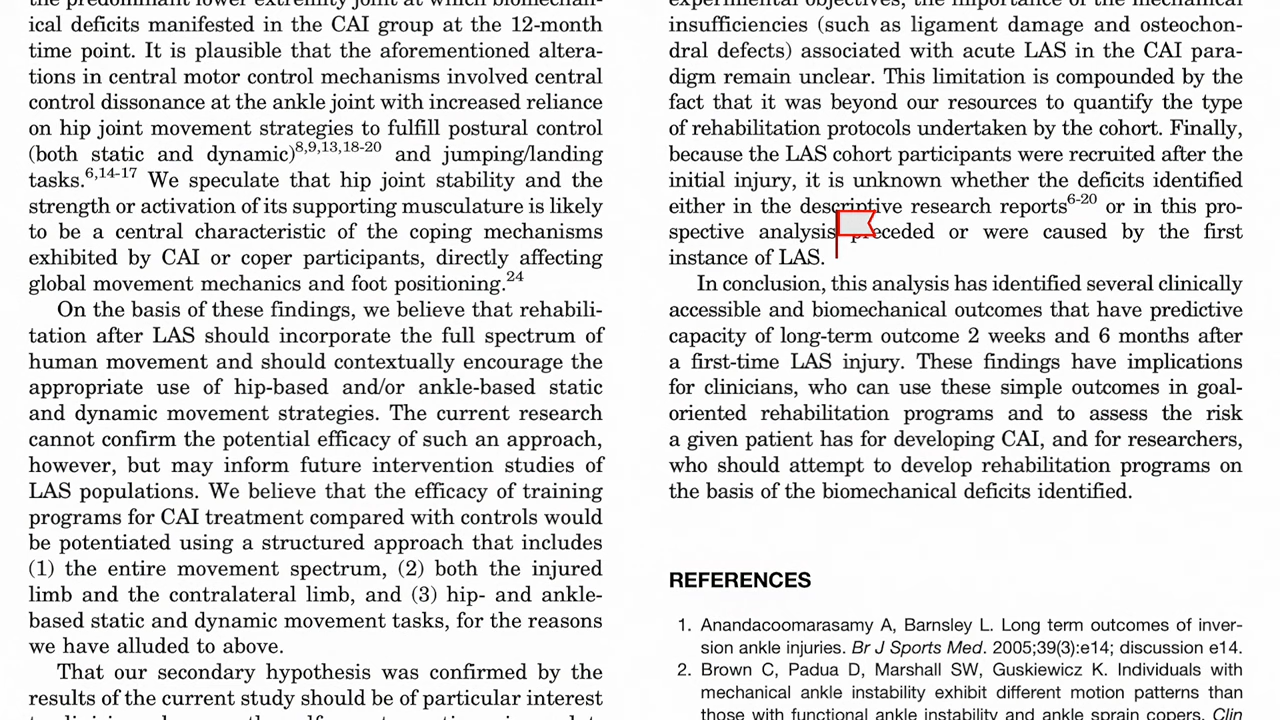 the predominant lower extremity joint at which biomechan-
ical deficits manifested in the CAI group at the 12-month
time point. It is plausible that the aforementioned altera-
tions in central motor control mechanisms involved central
control dissonance at the ankle joint with increased reliance
on hip joint movement strategies to fulfill postural control
(both static and dynamic)8,9,13,18-20 and jumping/landing
tasks.6,14-17 We speculate that hip joint stability and the
strength or activation of its supporting musculature is likely
to be a central characteristic of the coping mechanisms
exhibited by CAI or coper participants, directly affecting
global movement mechanics and foot positioning.24
On the basis of these findings, we believe that rehabili-
tation after LAS should incorporate the full spectrum of
human movement and should contextually encourage the
appropriate use of hip-based and/or ankle-based static
and dynamic movement strategies. The current research
cannot confirm the potential efficacy of such an approach,
however, but may inform future intervention studies of
LAS populations. We believe that the efficacy of training
programs for CAI treatment compared with controls would
be potentiated using a structured approach that includes
(1) the entire movement spectrum, (2) both the injured
limb and the contralateral limb, and (3) hip- and ankle-
based static and dynamic movement tasks, for the reasons
we have alluded to above.
That our secondary hypothesis was confirmed by the
results of the current study should be of particular interest
experimental objectives, the importance of the mechanical
insufficiencies (such as ligament damage and osteochon-
dral defects) associated with acute LAS in the CAI para-
digm remain unclear. This limitation is compounded by the
fact that it was beyond our resources to quantify the type
of rehabilitation protocols undertaken by the cohort. Finally,
because the LAS cohort participants were recruited after the
initial injury, it is unknown whether the deficits identified
either in the descriptive research reports6-20 or in this pro-
spective analysis preceded or were caused by the first
instance of LAS.
In conclusion, this analysis has identified several clinically
accessible and biomechanical outcomes that have predictive
capacity of long-term outcome 2 weeks and 6 months after
a first-time LAS injury. These findings have implications
for clinicians, who can use these simple outcomes in goal-
oriented rehabilitation programs and to assess the risk
a given patient has for developing CAI, and for researchers,
who should attempt to develop rehabilitation programs on
the basis of the biomechanical deficits identified.
REFERENCES
1. Anandacoomarasamy A, Barnsley L. Long term outcomes of inver-
sion ankle injuries. Br J Sports Med. 2005;39(3):e14; discussion e14.
2. Brown C, Padua D, Marshall SW, Guskiewicz K. Individuals with
mechanical ankle instability exhibit different motion patterns than
those with functional ankle instability and ankle sprain copers. Clin